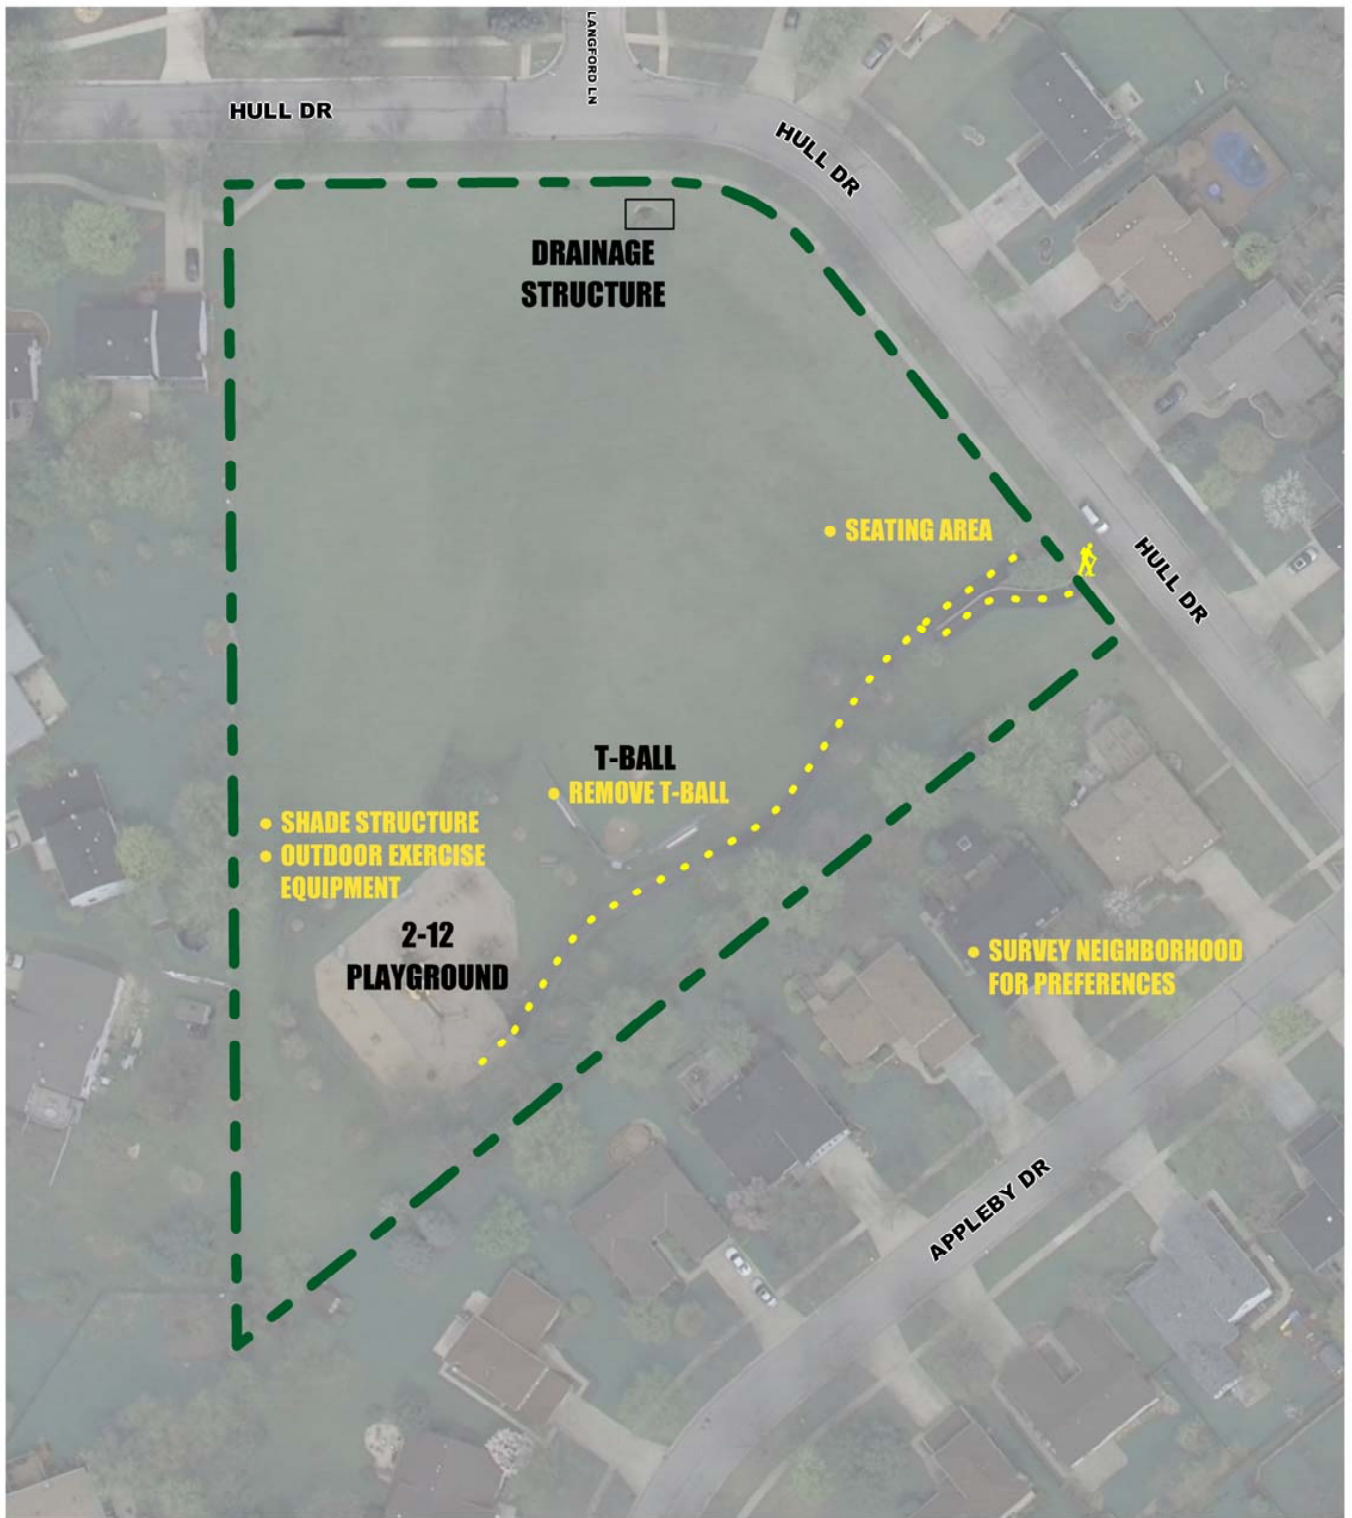 LANGFORD LN
HULL DR
HULL DR
DRAINAGE
STRUCTURE
• SEATING AREA
HULL DR
T-BALL
• REMOVE T-BALL
• SHADE STRUCTURE
• OUTDOOR EXERCISE
EQUIPMENT
2-12
PLAYGROUND
• SURVEY NEIGHBORHOOD
FOR PREFERENCES
APPLEBY DR